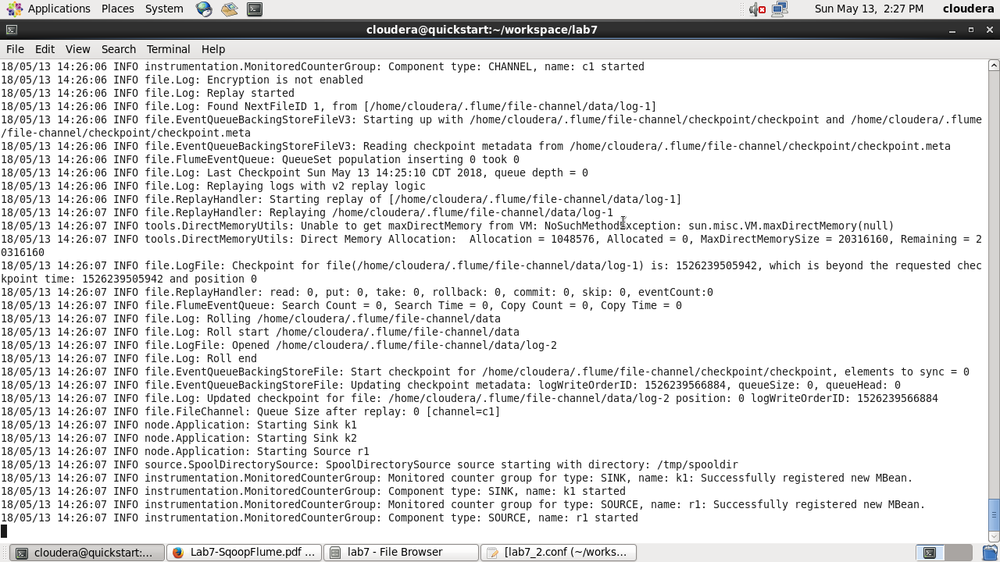 Applications Places System Sun May 13, 2:27 PM cloudera
cloudera@quickstart:~/workspace/lab7
File Edit View Search Terminal Help
18/05/13 14:26:06 INFO instrumentation.MonitoredCounterGroup: Component type: CHANNEL, name: c1 started
18/05/13 14:26:06 INFO file.Log: Encryption is not enabled
18/05/13 14:26:06 INFO file.Log: Replay started
18/05/13 14:26:06 INFO file.Log: Found NextFileID 1, from [/home/cloudera/.flume/file-channel/data/log-1]
18/05/13 14:26:06 INFO file.EventQueueBackingStoreFileV3: Starting up with /home/cloudera/.flume/file-channel/checkpoint/checkpoint and /home/cloudera/.flume
/file-channel/checkpoint/checkpoint.meta
18/05/13 14:26:06 INFO file.EventQueueBackingStoreFileV3: Reading checkpoint metadata from /home/cloudera/.flume/file-channel/checkpoint/checkpoint.meta
18/05/13 14:26:06 INFO file.FlumeEventQueue: QueueSet population inserting 0 took 0
18/05/13 14:26:06 INFO file.Log: Last Checkpoint Sun May 13 14:25:10 CDT 2018, queue depth = 0
18/05/13 14:26:06 INFO file.Log: Replaying logs with v2 replay logic
18/05/13 14:26:06 INFO file.ReplayHandler: Starting replay of [/home/cloudera/.flume/file-channel/data/log-1]
18/05/13 14:26:07 INFO file.ReplayHandler: Replaying /home/cloudera/.flume/file-channel/data/log-1
18/05/13 14:26:07 INFO tools.DirectMemoryUtils: Unable to get maxDirectMemory from VM: NoSuchMethodException: sun.misc.VM.maxDirectMemory(null)
18/05/13 14:26:07 INFO tools.DirectMemoryUtils: Direct Memory Allocation:  Allocation = 1048576, Allocated = 0, MaxDirectMemorySize = 20316160, Remaining = 2
0316160
18/05/13 14:26:07 INFO file.LogFile: Checkpoint for file(/home/cloudera/.flume/file-channel/data/log-1) is: 1526239505942, which is beyond the requested chec
kpoint time: 1526239505942 and position 0
18/05/13 14:26:07 INFO file.ReplayHandler: read: 0, put: 0, take: 0, rollback: 0, commit: 0, skip: 0, eventCount:0
18/05/13 14:26:07 INFO file.FlumeEventQueue: Search Count = 0, Search Time = 0, Copy Count = 0, Copy Time = 0
18/05/13 14:26:07 INFO file.Log: Rolling /home/cloudera/.flume/file-channel/data
18/05/13 14:26:07 INFO file.Log: Roll start /home/cloudera/.flume/file-channel/data
18/05/13 14:26:07 INFO file.LogFile: Opened /home/cloudera/.flume/file-channel/data/log-2
18/05/13 14:26:07 INFO file.Log: Roll end
18/05/13 14:26:07 INFO file.EventQueueBackingStoreFile: Start checkpoint for /home/cloudera/.flume/file-channel/checkpoint/checkpoint, elements to sync = 0
18/05/13 14:26:07 INFO file.EventQueueBackingStoreFile: Updating checkpoint metadata: logWriteOrderID: 1526239566884, queueSize: 0, queueHead: 0
18/05/13 14:26:07 INFO file.Log: Updated checkpoint for file: /home/cloudera/.flume/file-channel/data/log-2 position: 0 logWriteOrderID: 1526239566884
18/05/13 14:26:07 INFO file.FileChannel: Queue Size after replay: 0 [channel=c1]
18/05/13 14:26:07 INFO node.Application: Starting Sink k1
18/05/13 14:26:07 INFO node.Application: Starting Sink k2
18/05/13 14:26:07 INFO node.Application: Starting Source r1
18/05/13 14:26:07 INFO source.SpoolDirectorySource: SpoolDirectorySource source starting with directory: /tmp/spooldir
18/05/13 14:26:07 INFO instrumentation.MonitoredCounterGroup: Monitored counter group for type: SINK, name: k1: Successfully registered new MBean.
18/05/13 14:26:07 INFO instrumentation.MonitoredCounterGroup: Component type: SINK, name: k1 started
18/05/13 14:26:07 INFO instrumentation.MonitoredCounterGroup: Monitored counter group for type: SOURCE, name: r1: Successfully registered new MBean.
18/05/13 14:26:07 INFO instrumentation.MonitoredCounterGroup: Component type: SOURCE, name: r1 started
cloudera@quickstart:... Lab7-SqoopFlume.pdf ... lab7 - File Browser [lab7_2.conf (~/works...